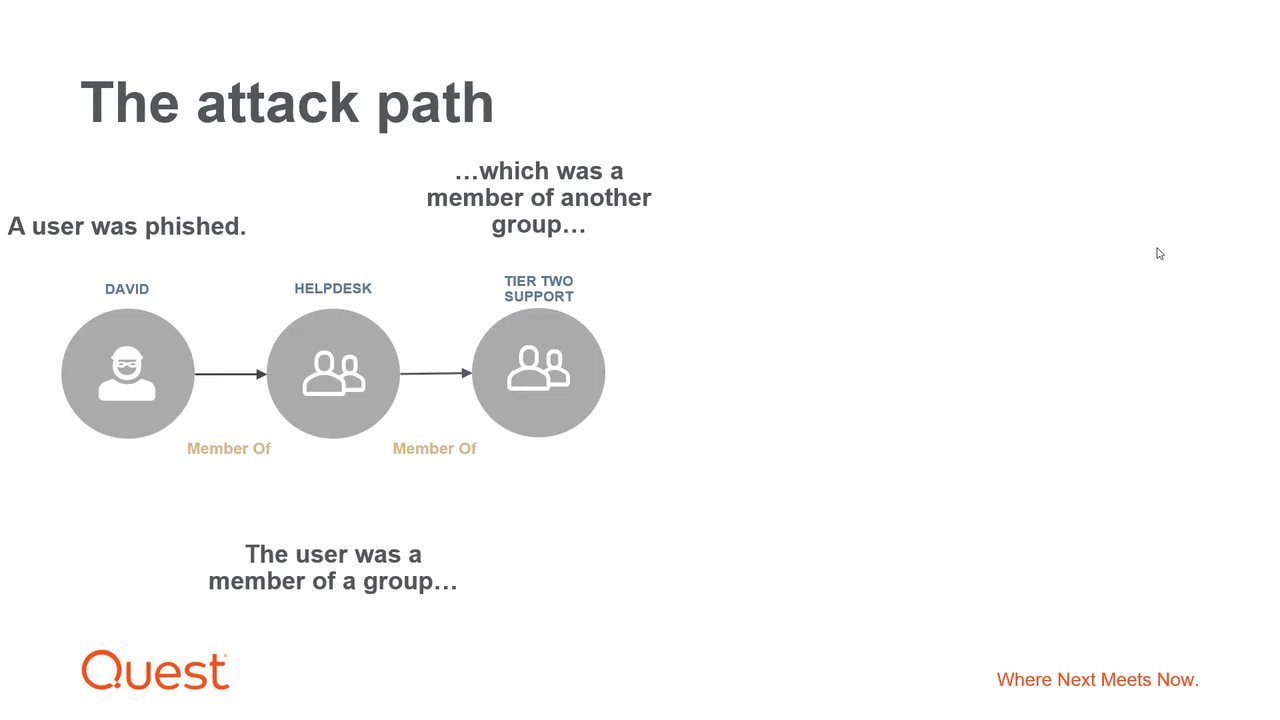 The attack path
…which was a
member of another
group…
A user was phished.
DAVID
HELPDESK
TIER TWO
SUPPORT
Member Of
Member Of
The user was a
member of a group…
Quest
Where Next Meets Now.